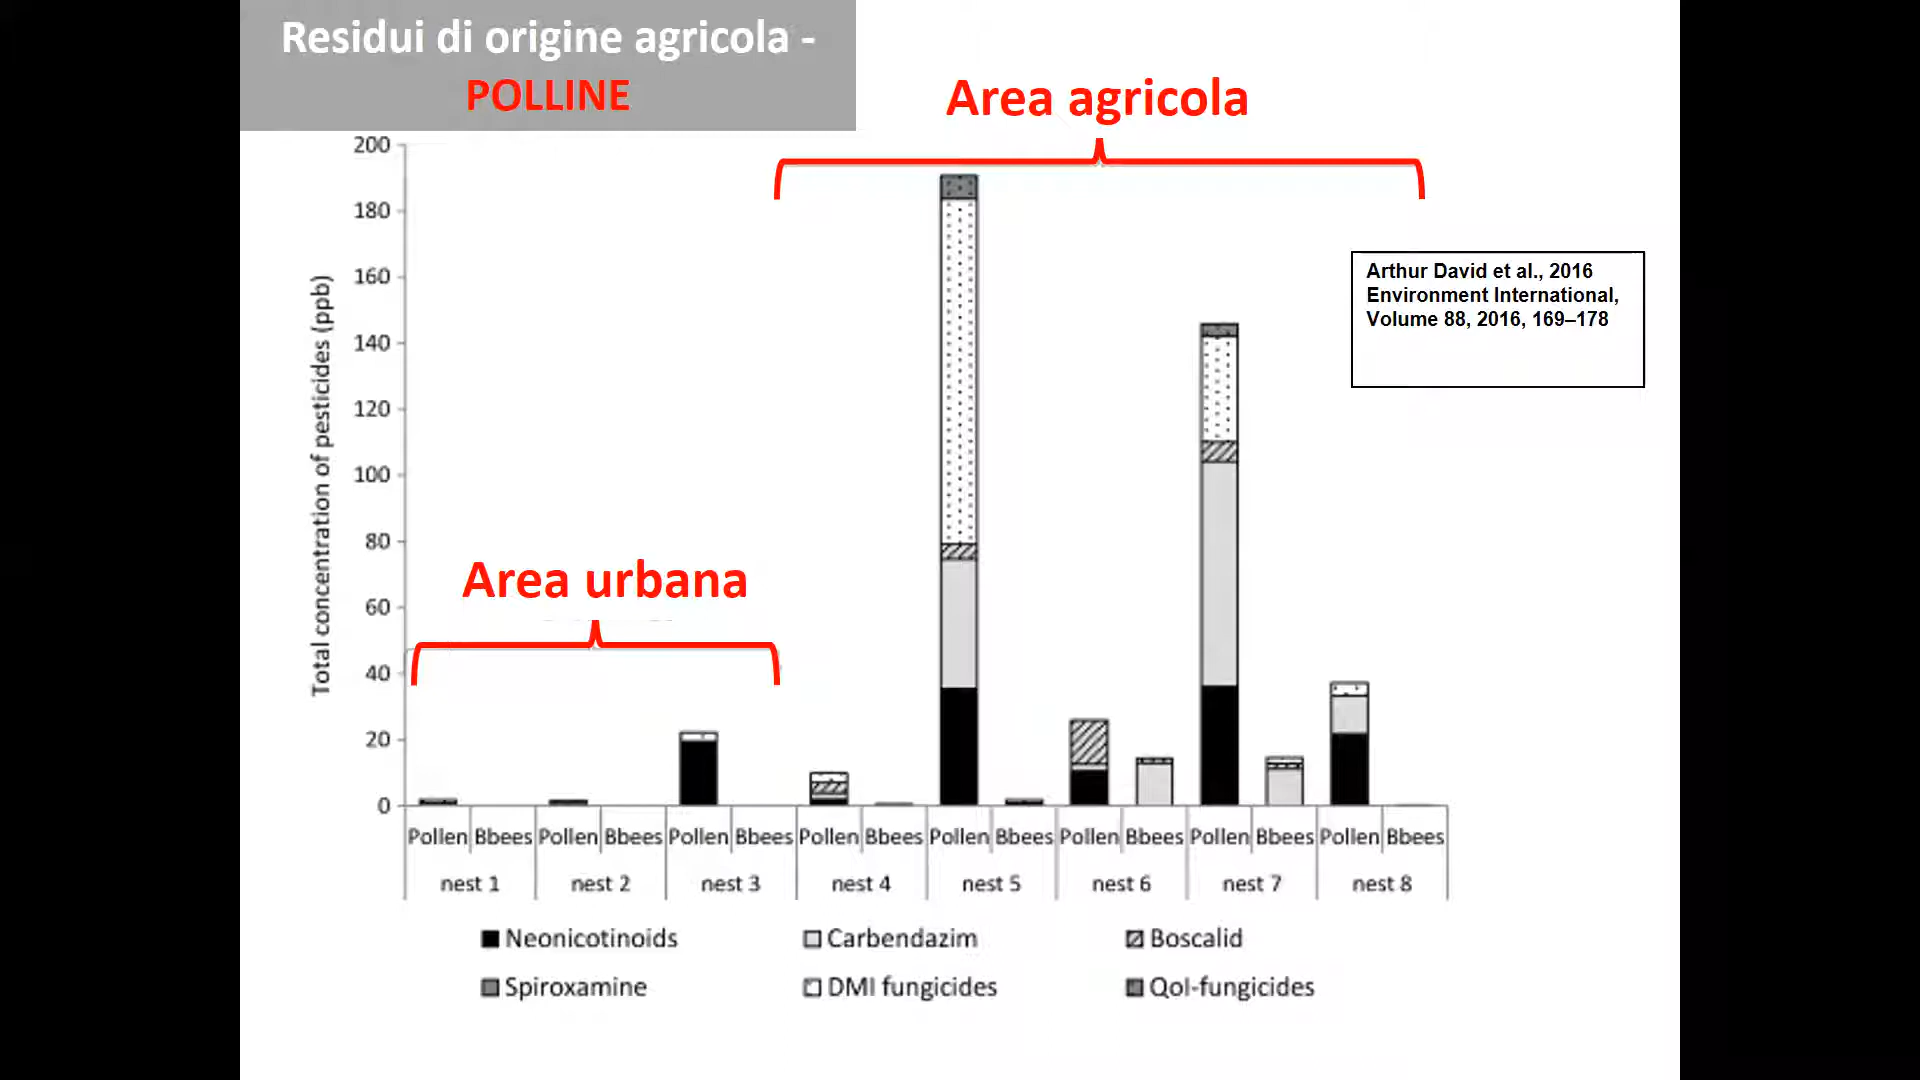 Residui di origine agricola -
POLLINE
Area agricola
Arthur David et al., 2016
Environment International,
Volume 88, 2016, 169–178
Area urbana
Total concentration of pesticides (ppb)
200
180
160
140
120
100
80
60
40
20
0
Pollen Bbees Pollen Bbees Pollen Bbees Pollen Bbees Pollen Bbees Pollen Bbees Pollen Bbees Pollen Bbees
nest 1 nest 2 nest 3 nest 4 nest 5 nest 6 nest 7 nest 8
Neonicotinoids Carbendazim Boscalid
Spiroxamine DMI fungicides QoI-fungicides